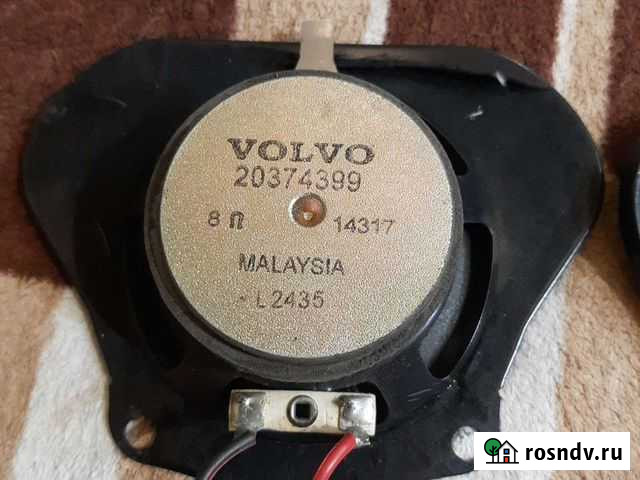 VOLVO
20374399
8 Ω 14317
MALAYSIA
L2435
rosndv.ru